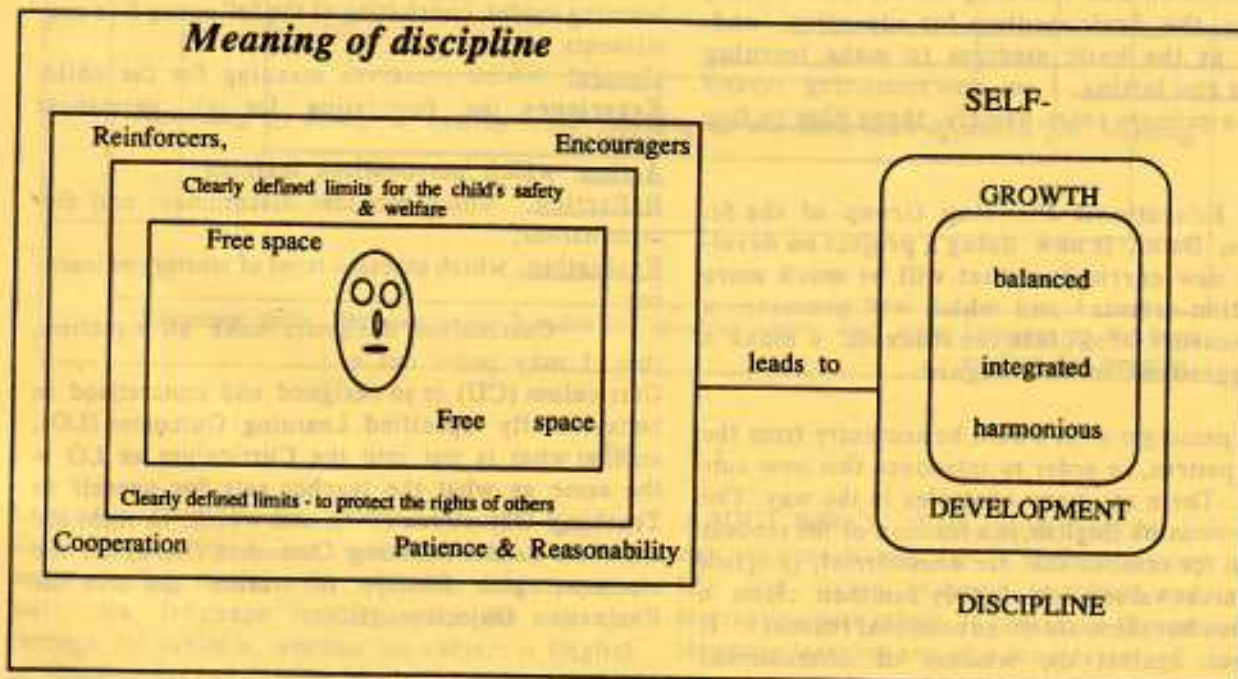 Meaning of discipline
Reinforcers,
Encouragers
Clearly defined limits for the child's safety
& welfare
Free space
Free space
Clearly defined limits - to protect the rights of others
Cooperation
Patience & Reasonability
leads to
SELF-
GROWTH
balanced
integrated
harmonious
DEVELOPMENT
DISCIPLINE